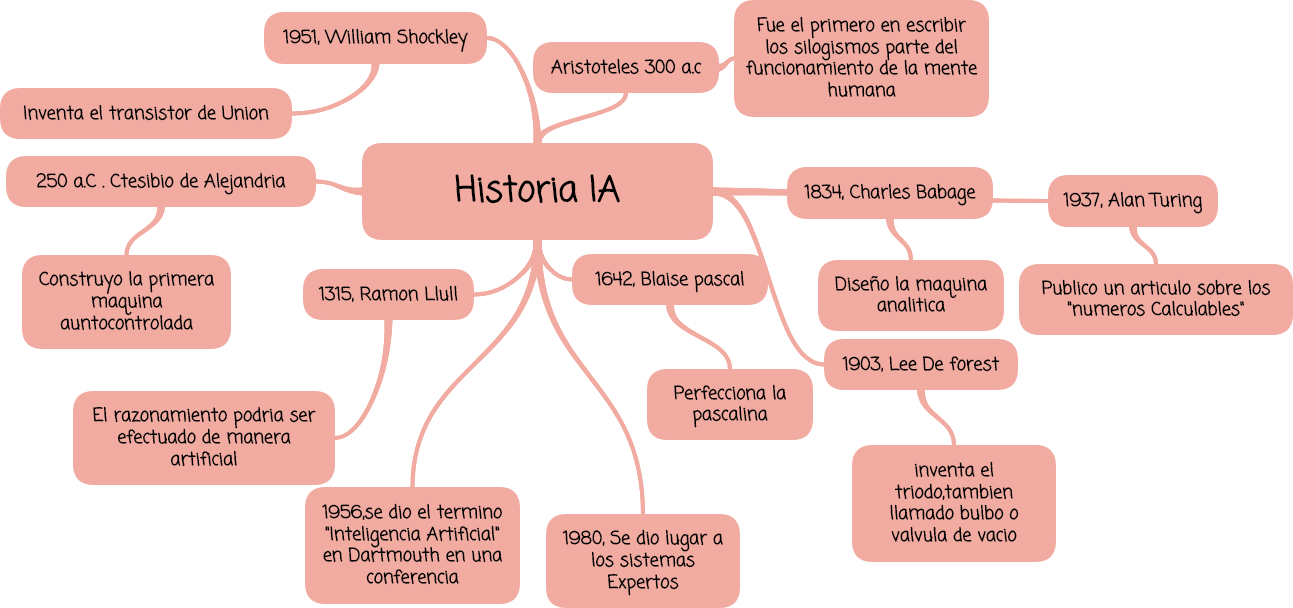 1951, William Shockley
Inventa el transistor de Union
Aristoteles 300 a.c
Fue el primero en escribir
los silogismos parte del
funcionamiento de la mente
humana
Historia IA
250 a.C . Ctesibio de Alejandria
Construyo la primera
maquina
auntocontrolada
1834, Charles Babage
Diseño la maquina
analitica
1937, Alan Turing
Publico un articulo sobre los
"numeros Calculables"
1315, Ramon Llull
El razonamiento podria ser
efectuado de manera
artificial
1642, Blaise pascal
Perfecciona la
pascalina
1903, Lee De forest
inventa el
triodo,tambien
llamado bulbo o
valvula de vacio
1956,se dio el termino
"Inteligencia Artificial"
en Dartmouth en una
conferencia
1980, Se dio lugar a
los sistemas
Expertos